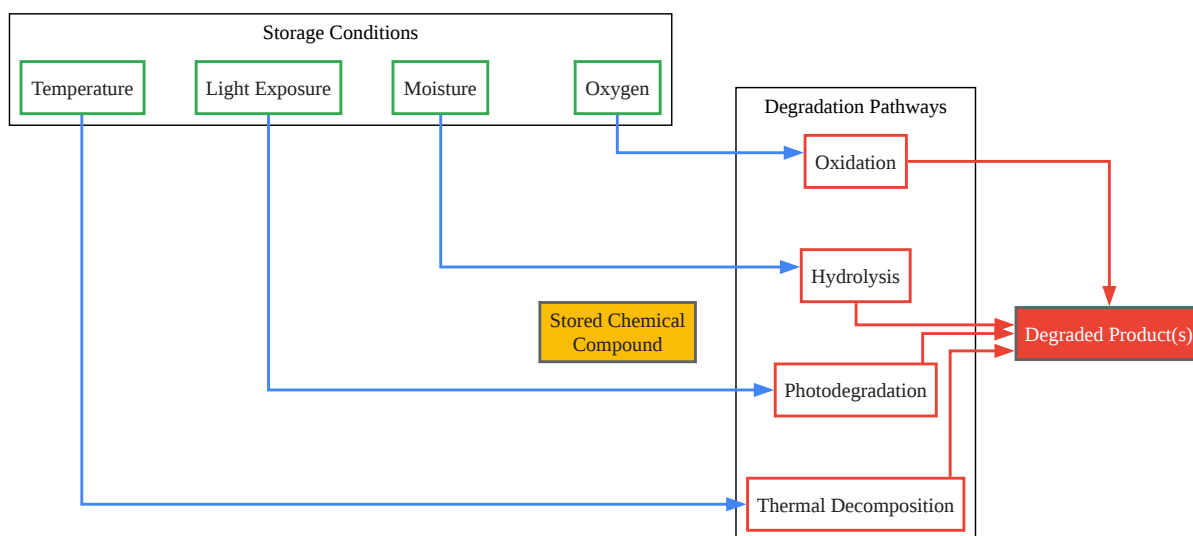 Storage Conditions
Temperature
Light Exposure
Moisture
Oxygen
Degradation Pathways
Oxidation
Hydrolysis
Stored Chemical
Compound
Degraded Product(s)
Photodegradation
Thermal Decomposition